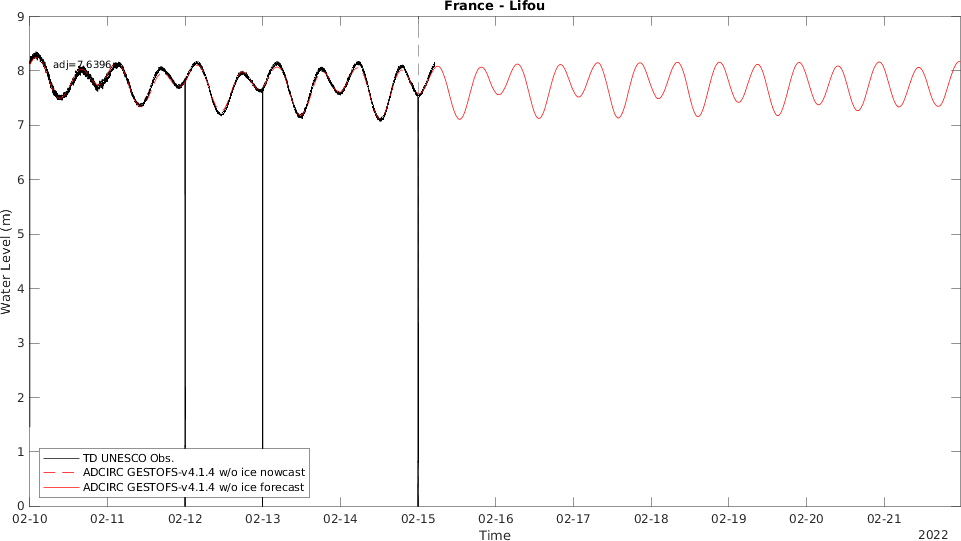 France - Lifou
9
8
7
6
5
4
3
2
1
0
adj=7.6396
Water Level (m)
TD UNESCO Obs.
ADCIRC GESTOFS-v4.1.4 w/o ice nowcast
ADCIRC GESTOFS-v4.1.4 w/o ice forecast
02-10 02-11 02-12 02-13 02-14 02-15 02-16 02-17 02-18 02-19 02-20 02-21
Time
2022